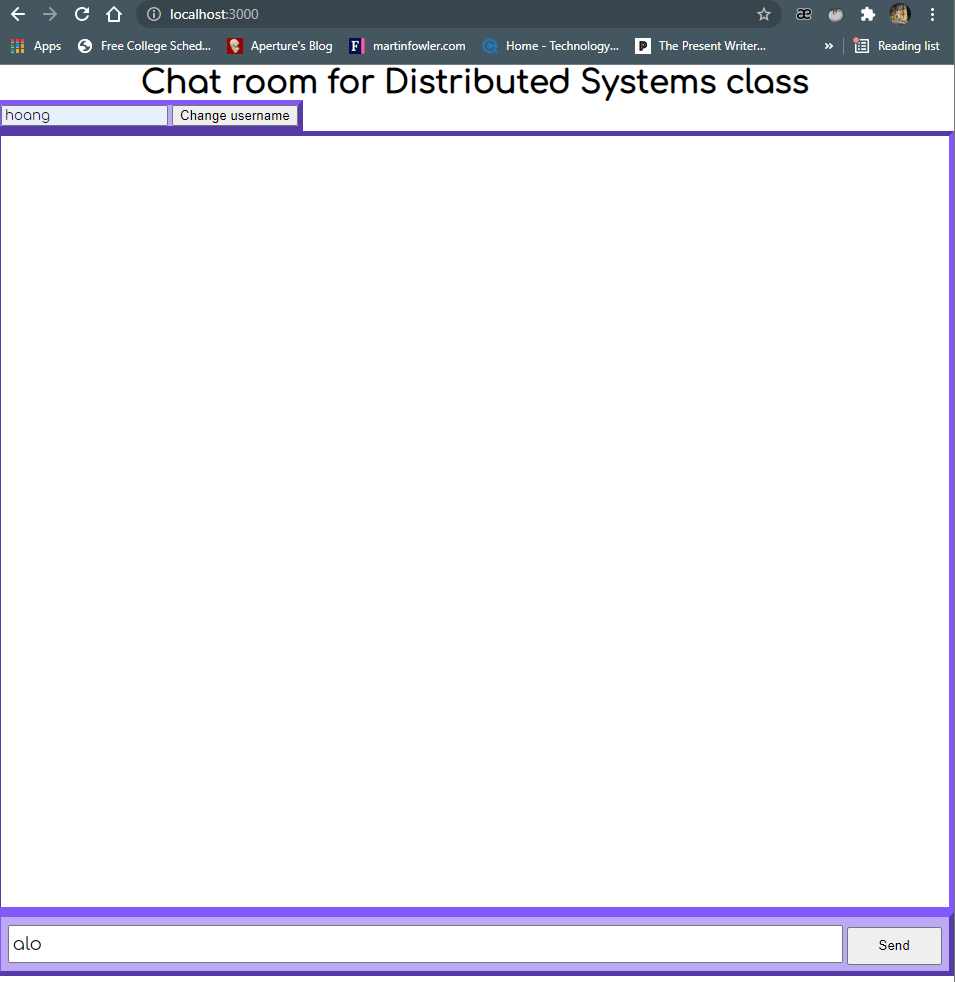 localhost:3000
Apps Free College Sched... Aperture's Blog F martinfowler.com Home - Technology... P The Present Writer... » Reading list
Chat room for Distributed Systems class
hoang Change username
alo Send